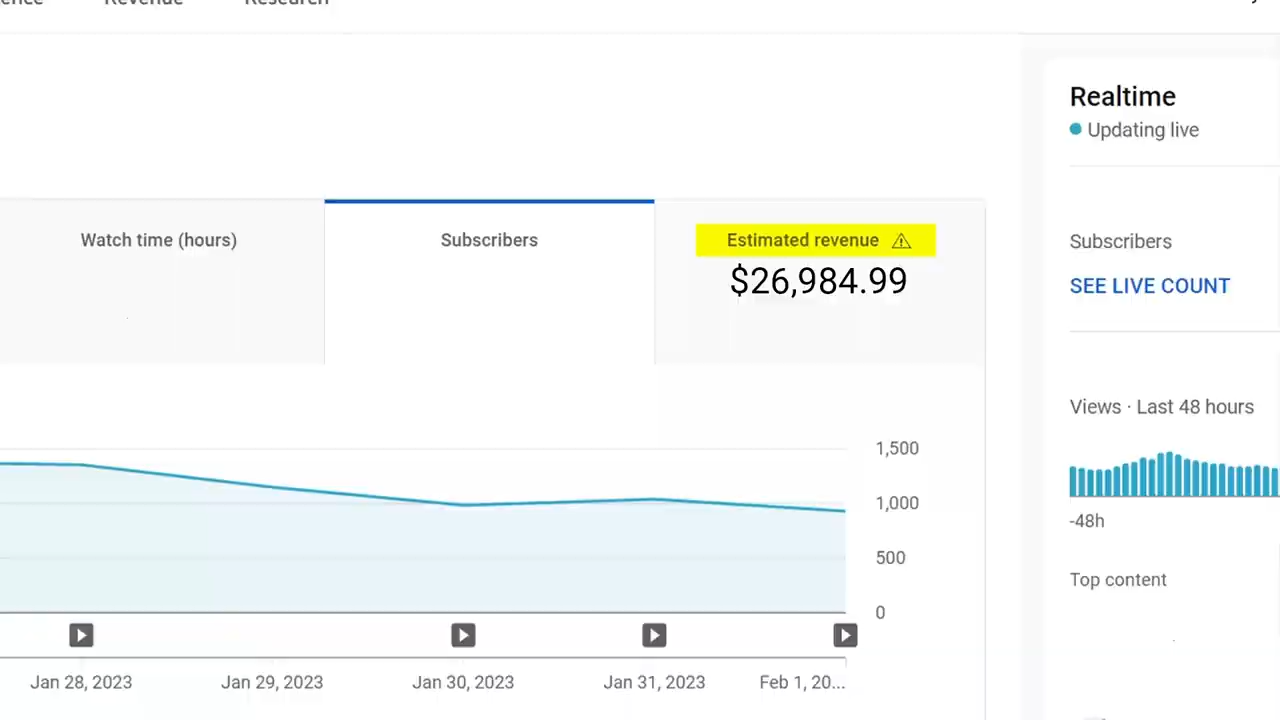 Revenue
Research
Realtime
Updating live
Watch time (hours)
Subscribers
Estimated revenue
$26,984.99
Subscribers
SEE LIVE COUNT
Views · Last 48 hours
-48h
Top content
1,500
1,000
500
0
Jan 28, 2023
Jan 29, 2023
Jan 30, 2023
Jan 31, 2023
Feb 1, 20...